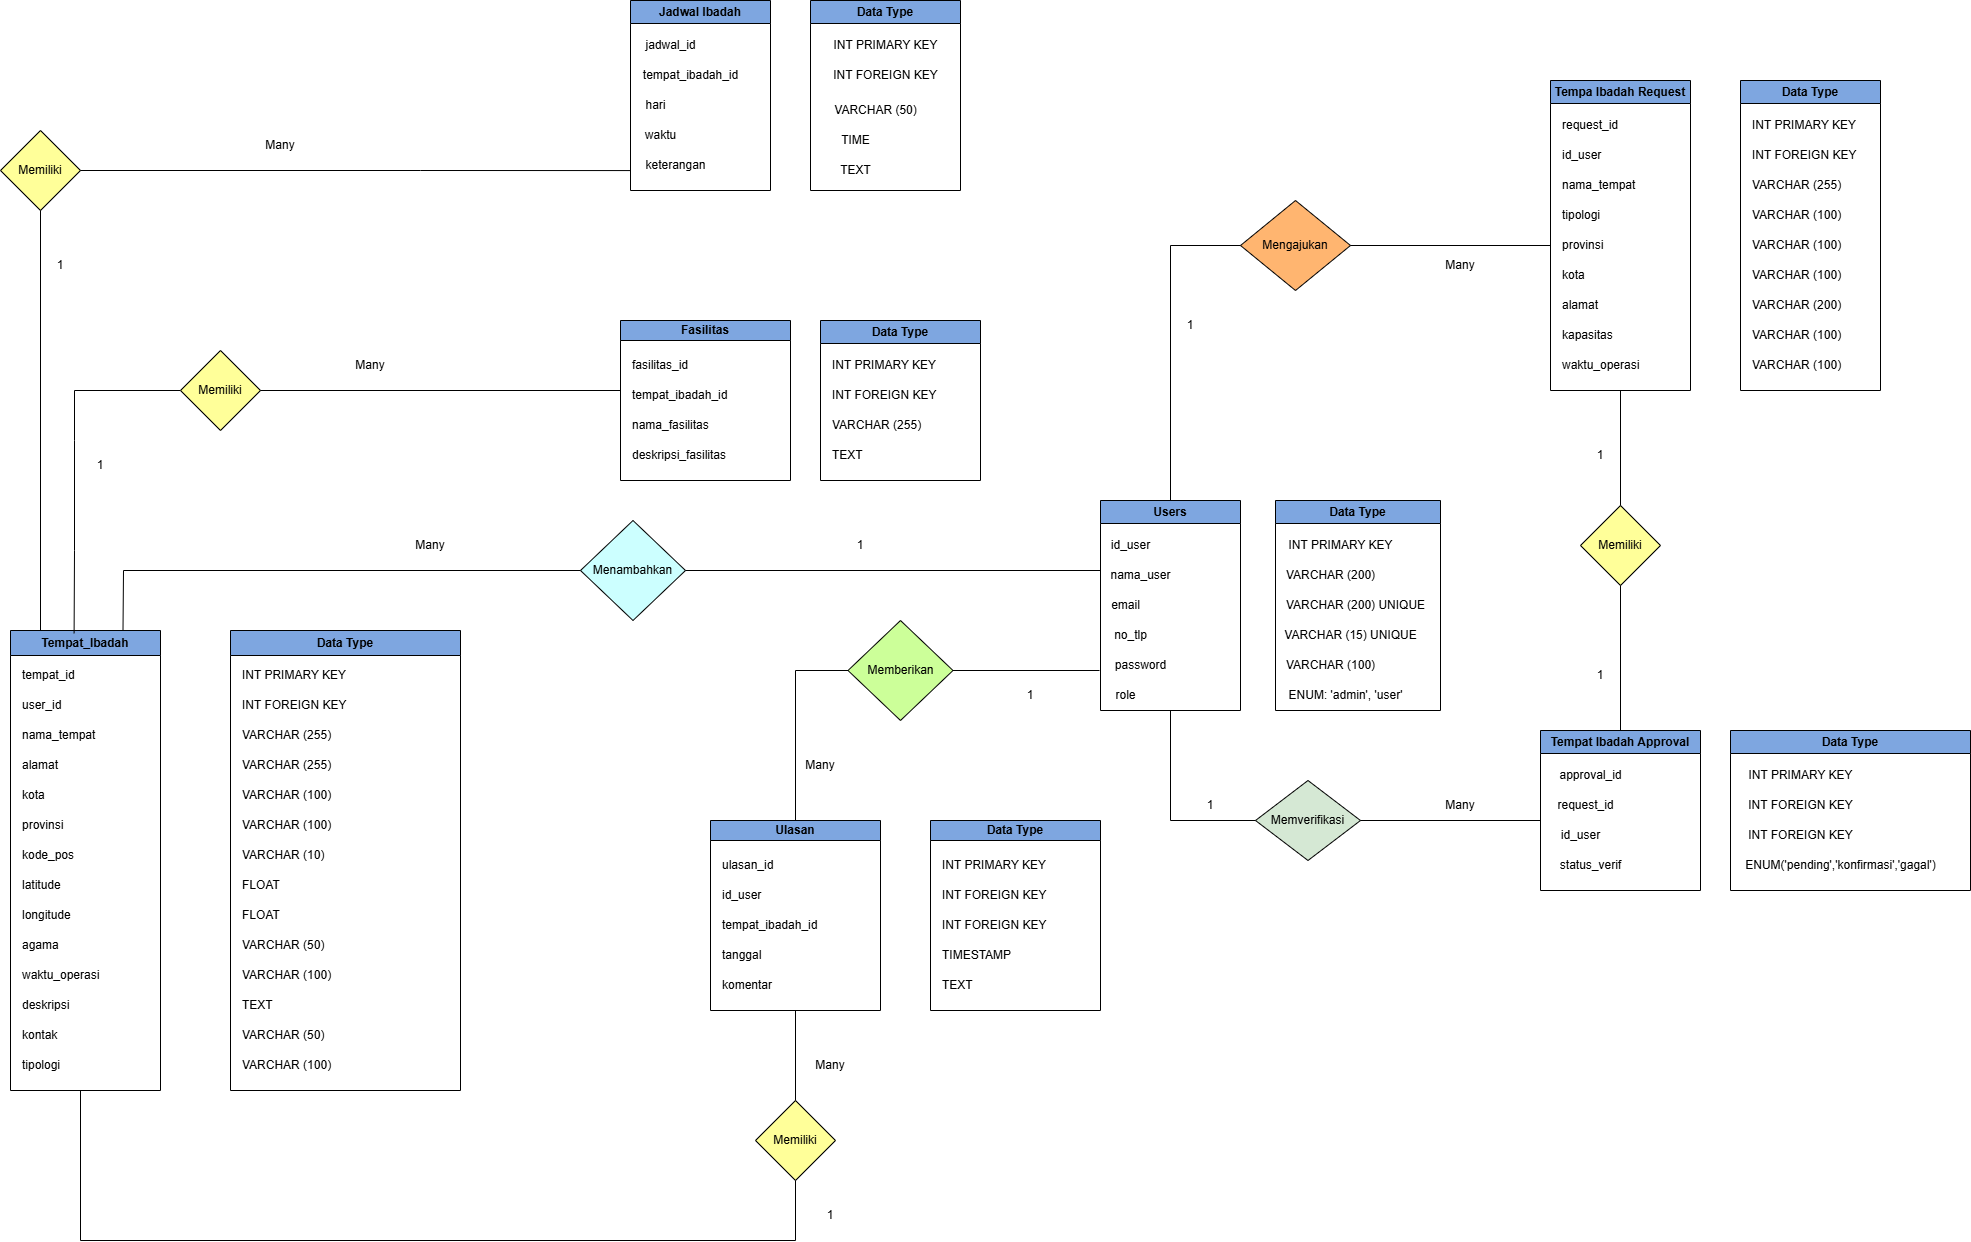 Jadwal Ibadah
jadwal_id
tempat_ibadah_id
hari
waktu
keterangan
Data Type
INT PRIMARY KEY
INT FOREIGN KEY
VARCHAR (50)
TIME
TEXT
Memiliki
Many
1
Tempa Ibadah Request
request_id
id_user
nama_tempat
tipologi
provinsi
kota
alamat
kapasitas
waktu_operasi
Data Type
INT PRIMARY KEY
INT FOREIGN KEY
VARCHAR (255)
VARCHAR (100)
VARCHAR (100)
VARCHAR (100)
VARCHAR (200)
VARCHAR (100)
VARCHAR (100)
Mengajukan
Many
1
Fasilitas
fasilitas_id
tempat_ibadah_id
nama_fasilitas
deskripsi_fasilitas
Data Type
INT PRIMARY KEY
INT FOREIGN KEY
VARCHAR (255)
TEXT
Memiliki
Many
1
Many
Menambahkan
1
Users
id_user
nama_user
email
no_tlp
password
role
Data Type
INT PRIMARY KEY
VARCHAR (200)
VARCHAR (200) UNIQUE
VARCHAR (15) UNIQUE
VARCHAR (100)
ENUM: 'admin', 'user'
1
Memiliki
1
Tempat_Ibadah
tempat_id
user_id
nama_tempat
alamat
kota
provinsi
kode_pos
latitude
longitude
agama
waktu_operasi
deskripsi
kontak
tipologi
Data Type
INT PRIMARY KEY
INT FOREIGN KEY
VARCHAR (255)
VARCHAR (255)
VARCHAR (100)
VARCHAR (100)
VARCHAR (10)
FLOAT
FLOAT
VARCHAR (50)
VARCHAR (100)
TEXT
VARCHAR (50)
VARCHAR (100)
Memberikan
1
Many
Ulasan
ulasan_id
id_user
tempat_ibadah_id
tanggal
komentar
Data Type
INT PRIMARY KEY
INT FOREIGN KEY
INT FOREIGN KEY
TIMESTAMP
TEXT
1
Memverifikasi
Many
Tempat Ibadah Approval
approval_id
request_id
id_user
status_verif
Data Type
INT PRIMARY KEY
INT FOREIGN KEY
INT FOREIGN KEY
ENUM('pending','konfirmasi','gagal')
Many
Memiliki
1